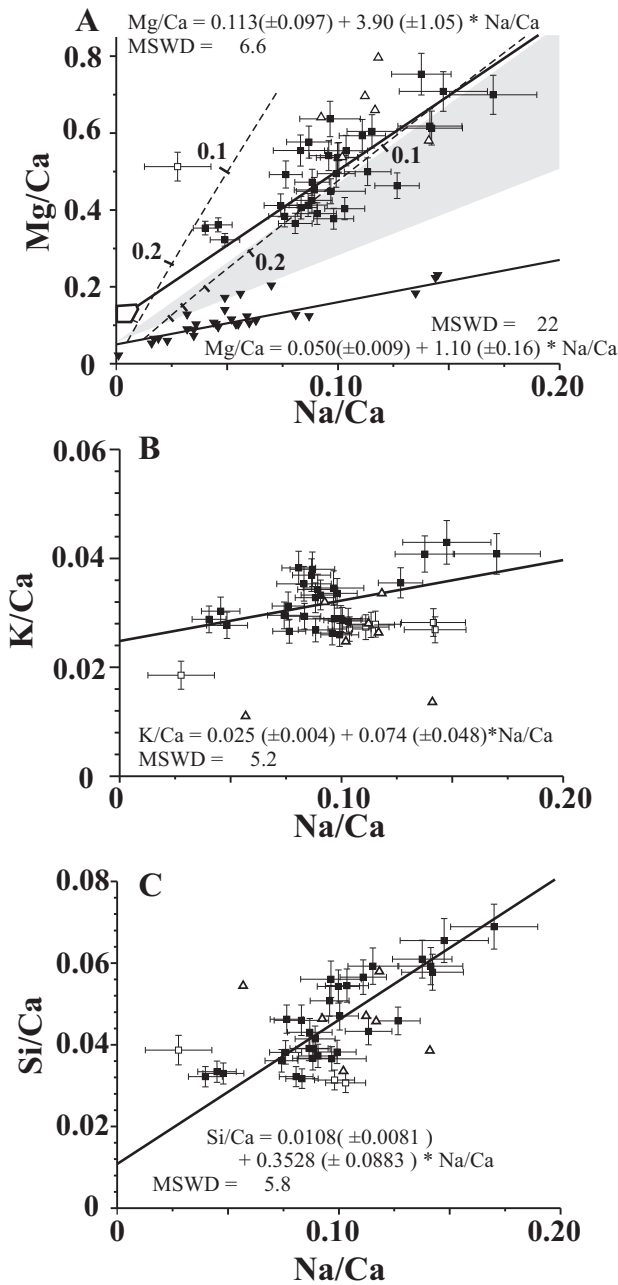 A
Mg/Ca = 0.113(±0.097) + 3.90 (±1.05) * Na/Ca
MSWD = 6.6
0.8
0.6
0.4
0.2
0
Mg/Ca
0.1
0.2
0.1
0.2
MSWD = 22
Mg/Ca = 0.050(±0.009) + 1.10 (±0.16) * Na/Ca
0
0.10
0.20
Na/Ca
B
0.06
0.04
0.02
0
K/Ca
K/Ca = 0.025 (±0.004) + 0.074 (±0.048)*Na/Ca
MSWD = 5.2
0
0.10
0.20
Na/Ca
C
0.08
0.06
0.04
0.02
0
Si/Ca
Si/Ca = 0.0108( ±0.0081 )
+ 0.3528 (± 0.0883 ) * Na/Ca
MSWD = 5.8
0
0.10
0.20
Na/Ca